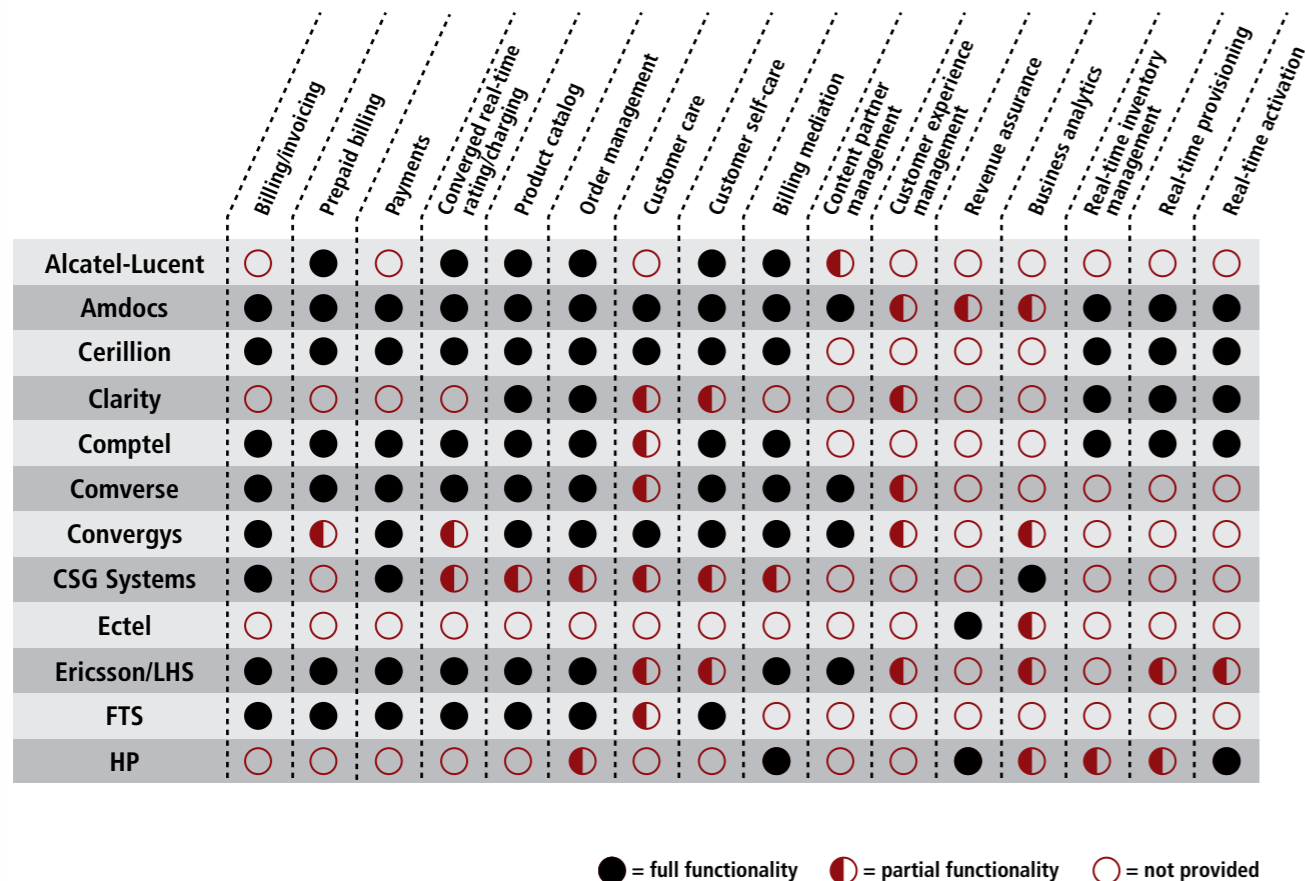 Billing/invoicing
Prepaid billing
Payments
Converged real-time
rating/charging
Product catalog
Order management
Customer care
Customer self-care
Billing mediation
Content partner
management
Customer experience
management
Revenue assurance
Business analytics
Real-time inventory
management
Real-time provisioning
Real-time activation
Alcatel-Lucent
Amdocs
Cerillion
Clarity
Comptel
Comverse
Convergys
CSG Systems
Ectel
Ericsson/LHS
FTS
HP
= full functionality = partial functionality = not provided